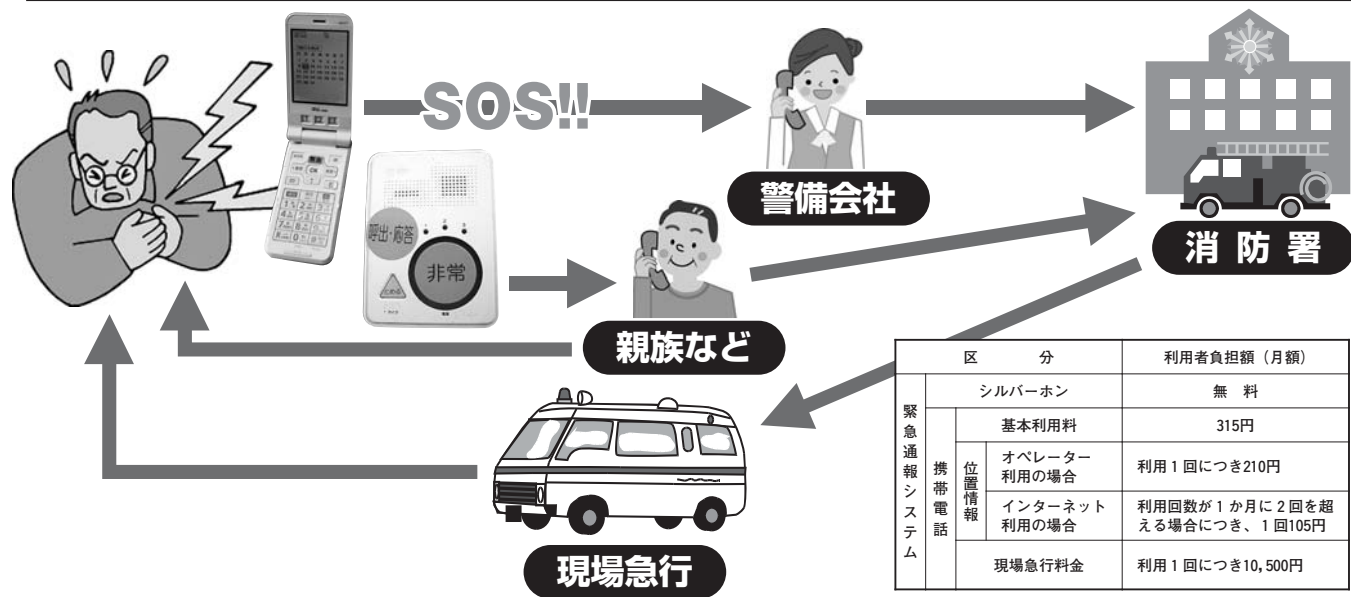 SOS!!
呼出・応答
非常
警備会社
消防署
親族など
現場急行
区 分
利用者負担額（月額）
緊急通報システム
シルバーホン
無 料
携帯電話
基本利用料
315円
位置情報
オペレーター
利用の場合
利用１回につき210円
インターネット
利用の場合
利用回数が１か月に２回を超
える場合につき、１回105円
現場急行料金
利用１回につき10,500円